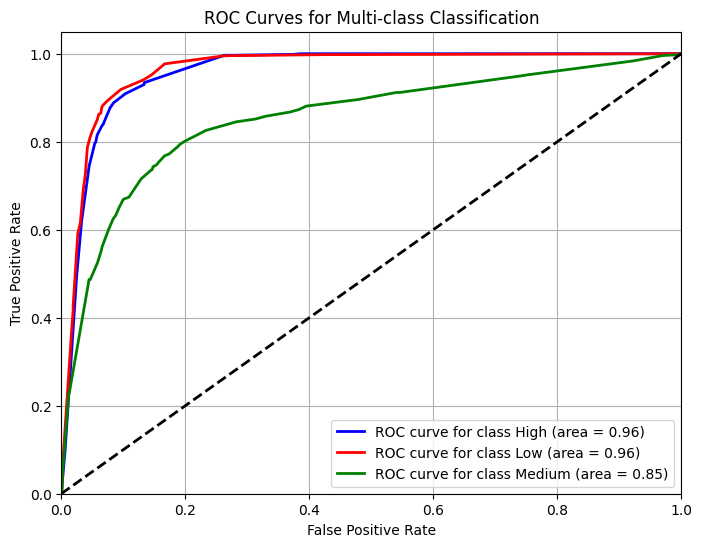 ROC Curves for Multi-class Classification
1.0
0.8
0.6
0.4
0.2
0.0
True Positive Rate
ROC curve for class High (area = 0.96)
ROC curve for class Low (area = 0.96)
ROC curve for class Medium (area = 0.85)
0.0 0.2 0.4 0.6 0.8 1.0
False Positive Rate